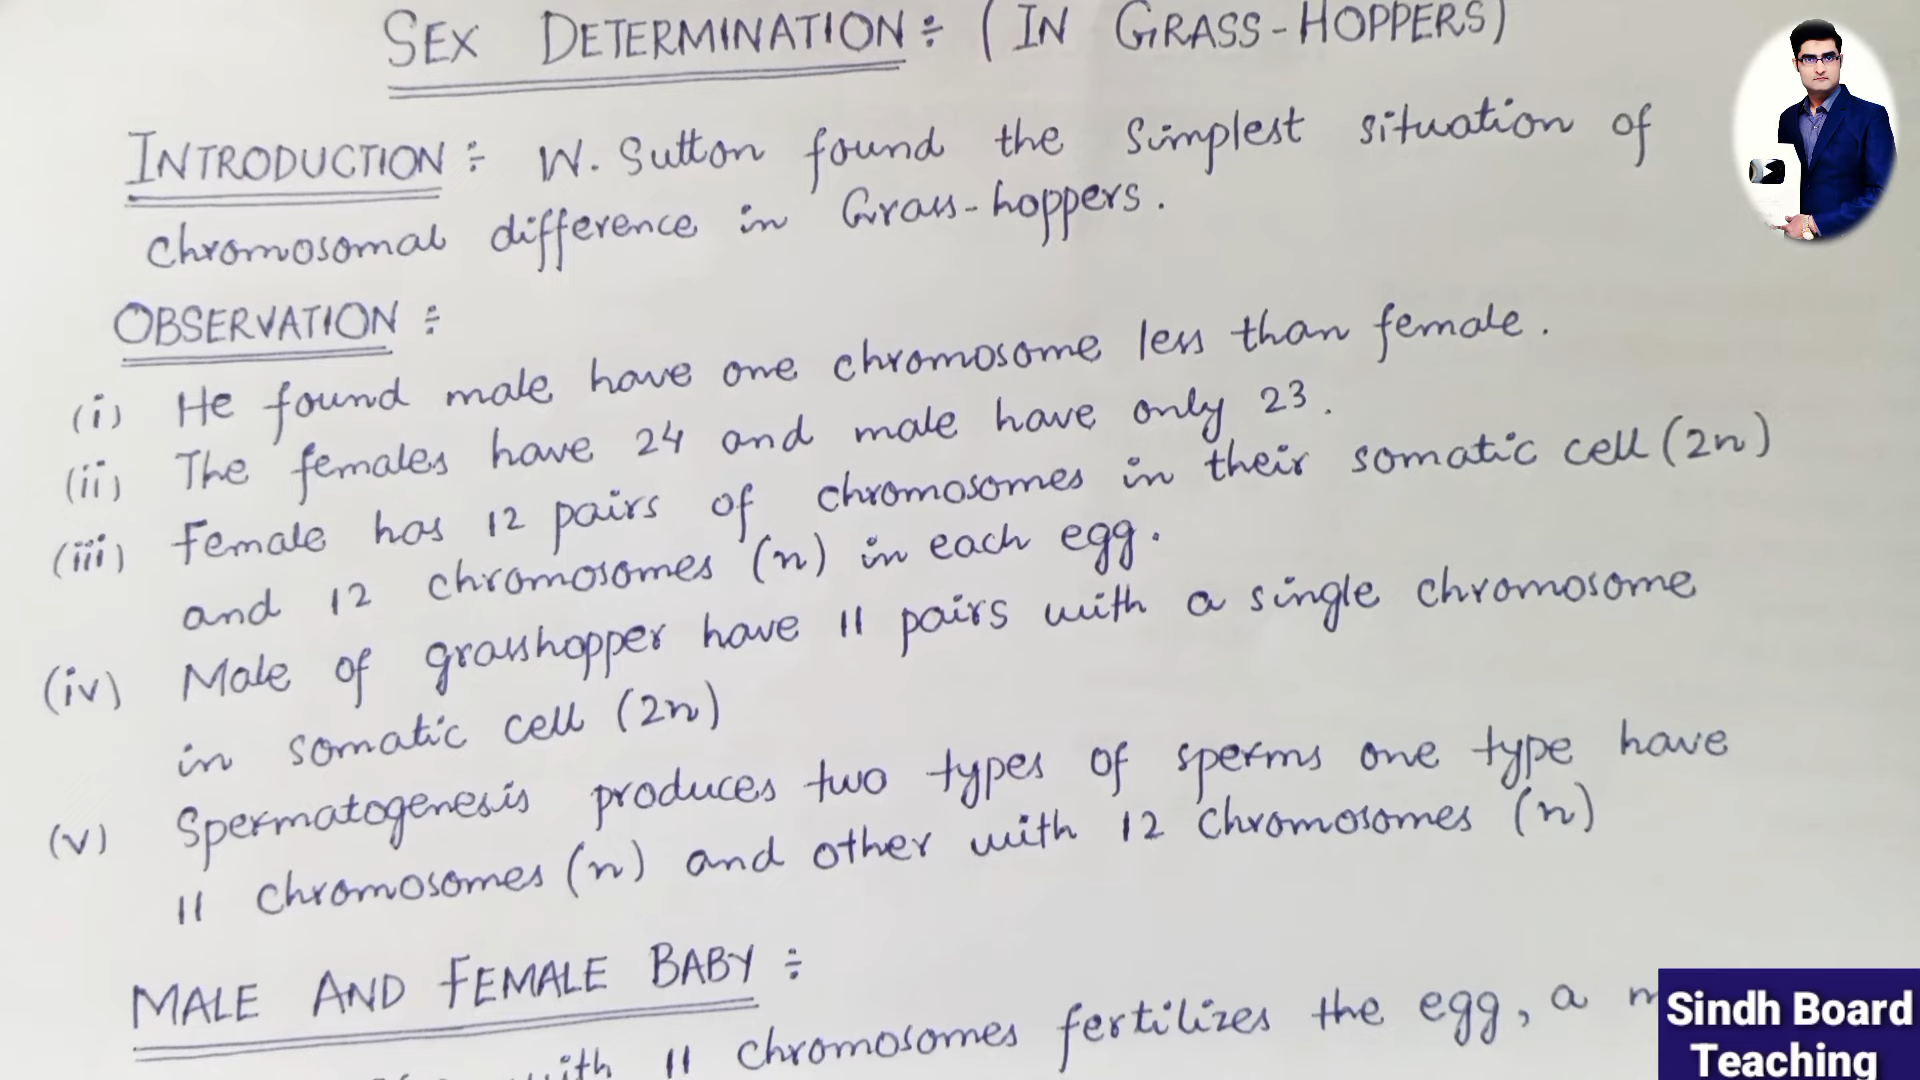 SEX DETERMINATION ÷ (IN GRASS-HOPPERS)
INTRODUCTION ÷ W. Sutton found the simplest situation of
chromosomal difference in Grass-hoppers.
OBSERVATION ÷
(i) He found male have one chromosome less than female.
(ii) The females have 24 and male have only 23.
(iii) Female has 12 pairs of chromosomes in their somatic cell (2n)
and 12 chromosomes (n) in each egg.
(iv) Male of grasshopper have 11 pairs with a single chromosome
in somatic cell (2n)
(v) Spermatogenesis produces two types of sperms one type have
11 chromosomes (n) and other with 12 chromosomes (n)
MALE AND FEMALE BABY ÷
with 11 chromosomes fertilizes the egg, a
Sindh Board
Teaching